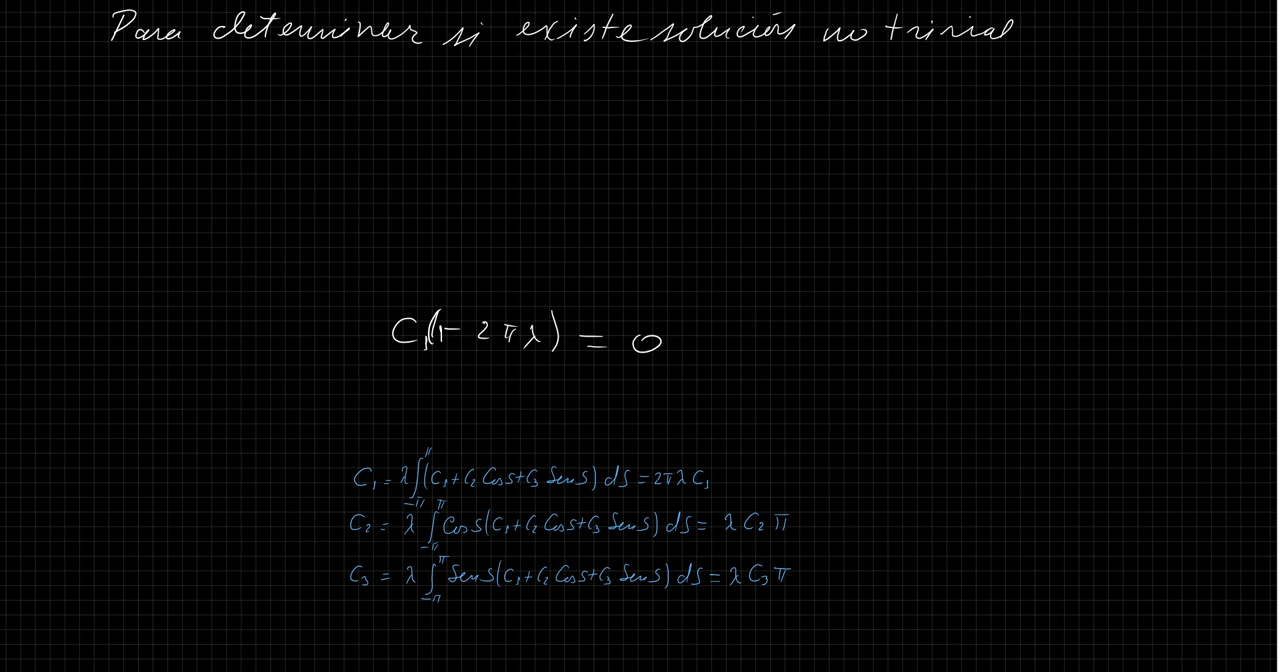 Para determinar si existe solución no trivial
C₁(1 - 2πλ) = 0
C₁ = λ∫_{-π}^{π} (C₁ + C₂ Cos s + C₃ Sen s) ds = 2πλ C₁
C₂ = λ ∫_{-π}^{π} Cos s (C₁ + C₂ Cos s + C₃ Sen s) ds = λ C₂ π
C₃ = λ ∫_{-π}^{π} Sen s (C₁ + C₂ Cos s + C₃ Sen s) ds = λ C₃ π